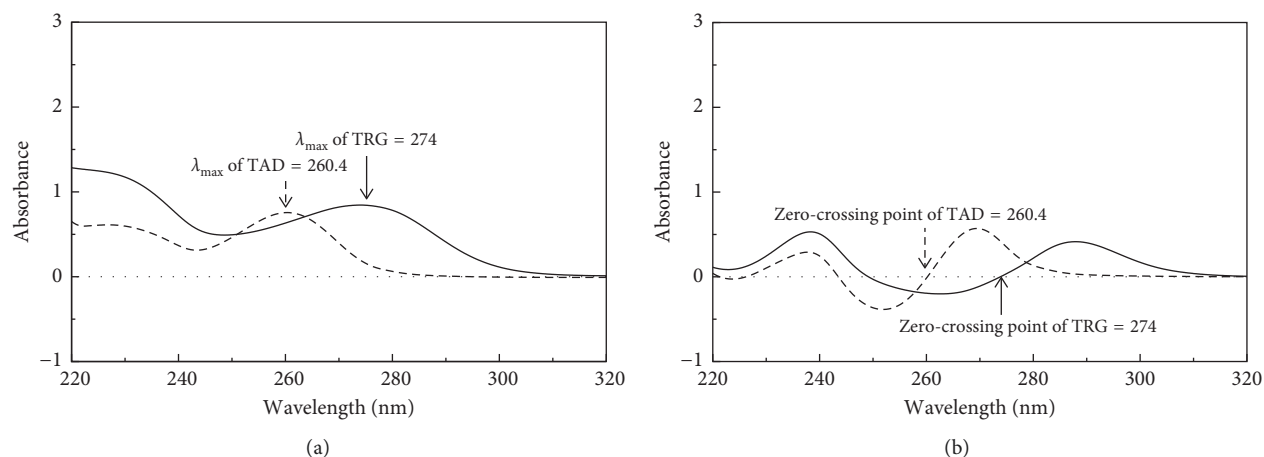 3
2
1
0
−1
220
240
260
280
300
320
Absorbance
Wavelength (nm)
λmax of TRG = 274
λmax of TAD = 260.4
(a)
3
2
1
0
−1
220
240
260
280
300
320
Absorbance
Wavelength (nm)
Zero-crossing point of TAD = 260.4
Zero-crossing point of TRG = 274
(b)